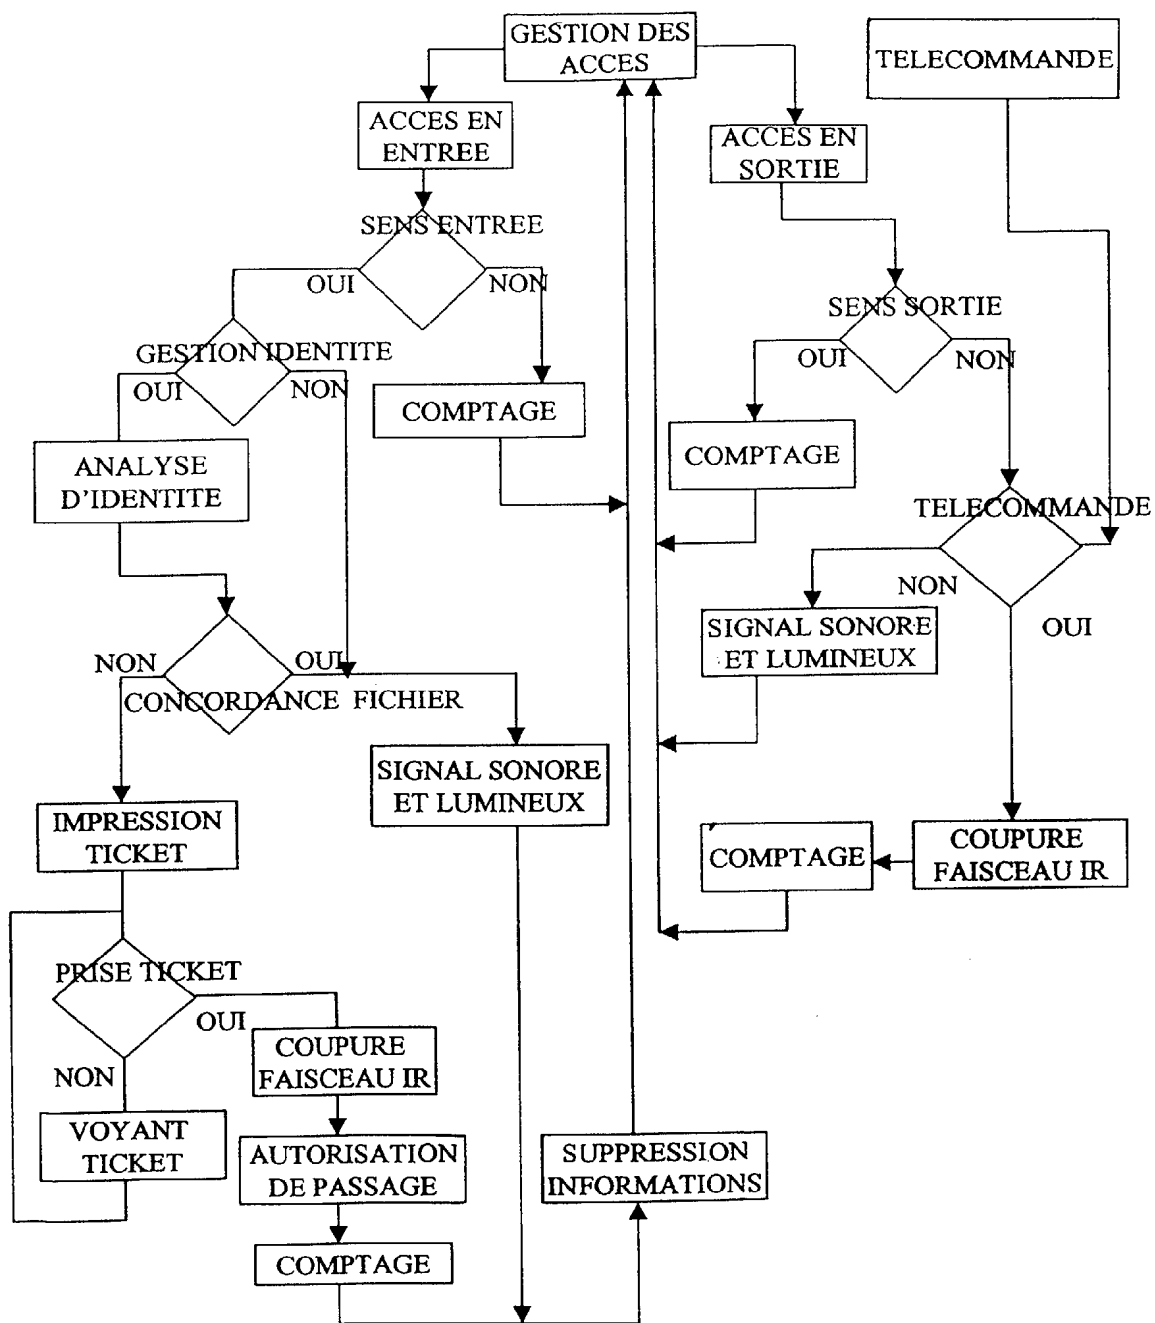 GESTION DES
ACCES
TELECOMMANDE
ACCES EN
ENTREE
ACCES EN
SORTIE
SENS ENTREE
OUI
NON
SENS SORTIE
OUI
NON
GESTION IDENTITE
OUI
NON
COMPTAGE
COMPTAGE
ANALYSE
D'IDENTITE
TELECOMMANDE
NON
OUI
SIGNAL SONORE
ET LUMINEUX
NON
OUI
CONCORDANCE FICHIER
SIGNAL SONORE
ET LUMINEUX
IMPRESSION
TICKET
COMPTAGE
COUPURE
FAISCEAU IR
PRISE TICKET
OUI
NON
COUPURE
FAISCEAU IR
VOYANT
TICKET
AUTORISATION
DE PASSAGE
SUPPRESSION
INFORMATIONS
COMPTAGE